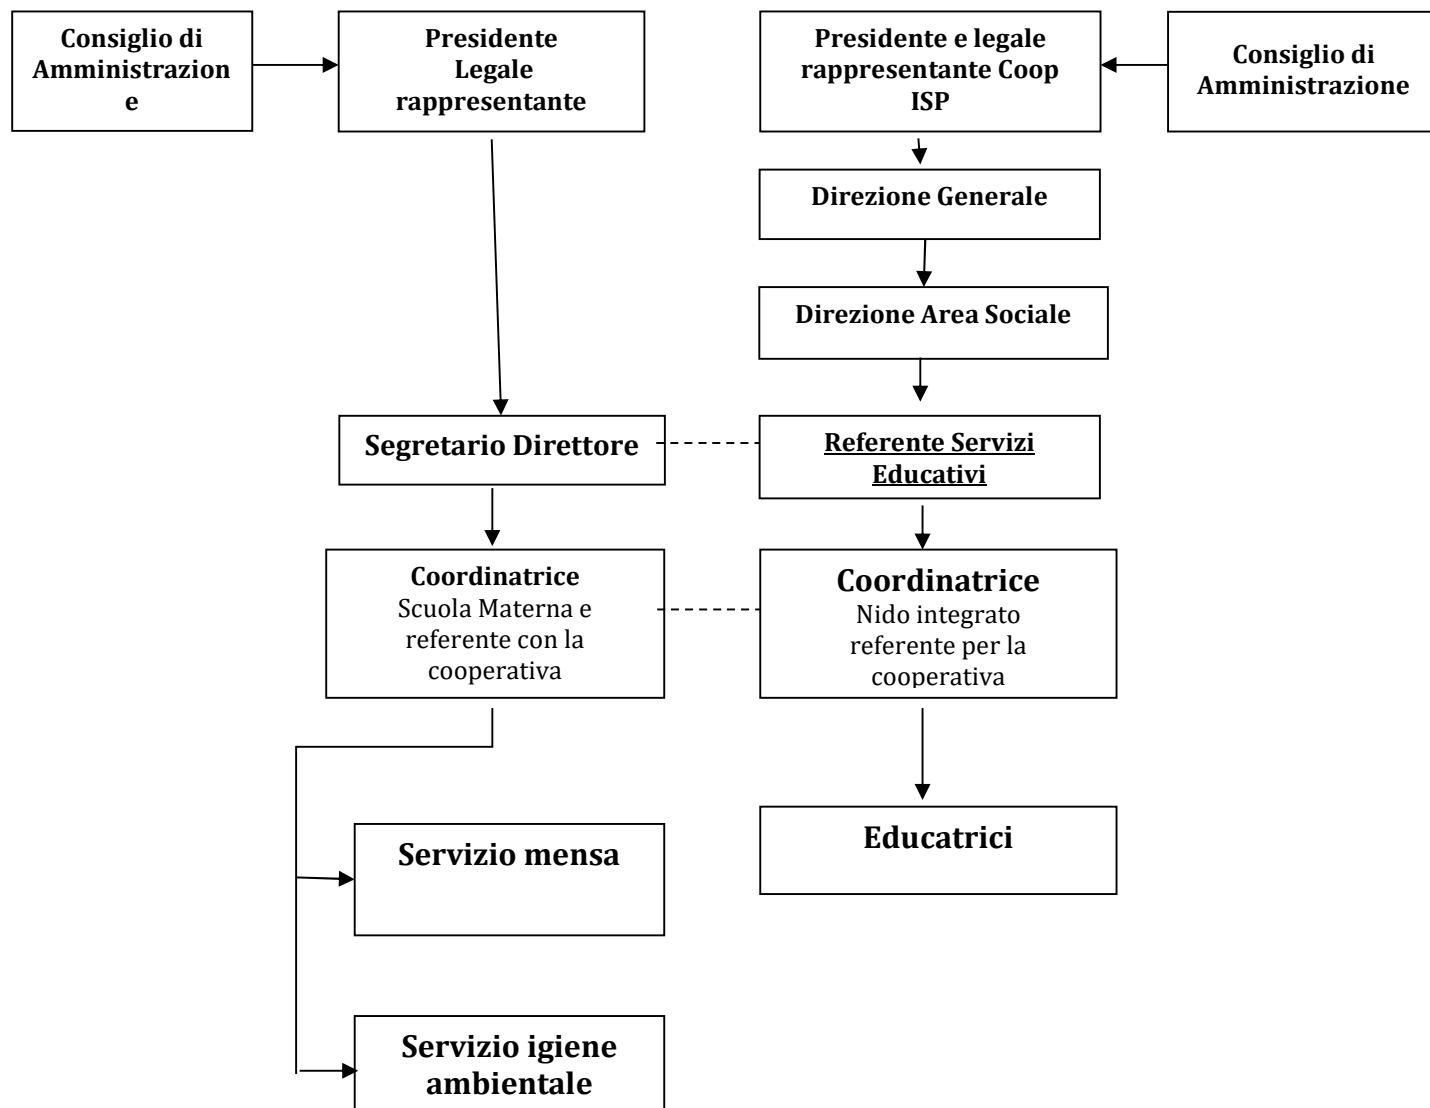 Consiglio di
Amministrazion
e
Presidente
Legale
rappresentante
Presidente e legale
rappresentante Coop
ISP
Consiglio di
Amministrazione
Direzione Generale
Direzione Area Sociale
Segretario Direttore
Referente Servizi
Educativi
Coordinatrice
Scuola Materna e
referente con la
cooperativa
Coordinatrice
Nido integrato
referente per la
cooperativa
Servizio mensa
Educatrici
Servizio igiene
ambientale